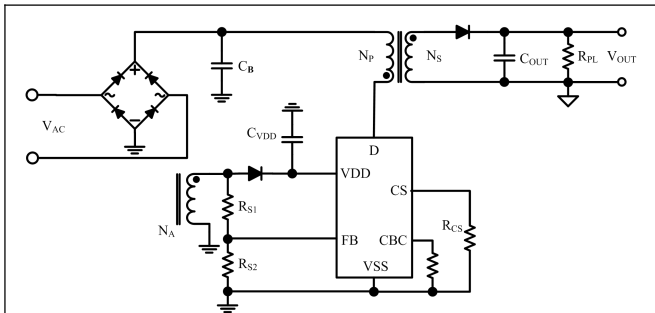 C_B
N_P
N_S
C_OUT
R_PL
V_OUT
V_AC
C_VDD
D
VDD
CS
N_A
R_S1
R_CS
FB
CBC
R_S2
VSS